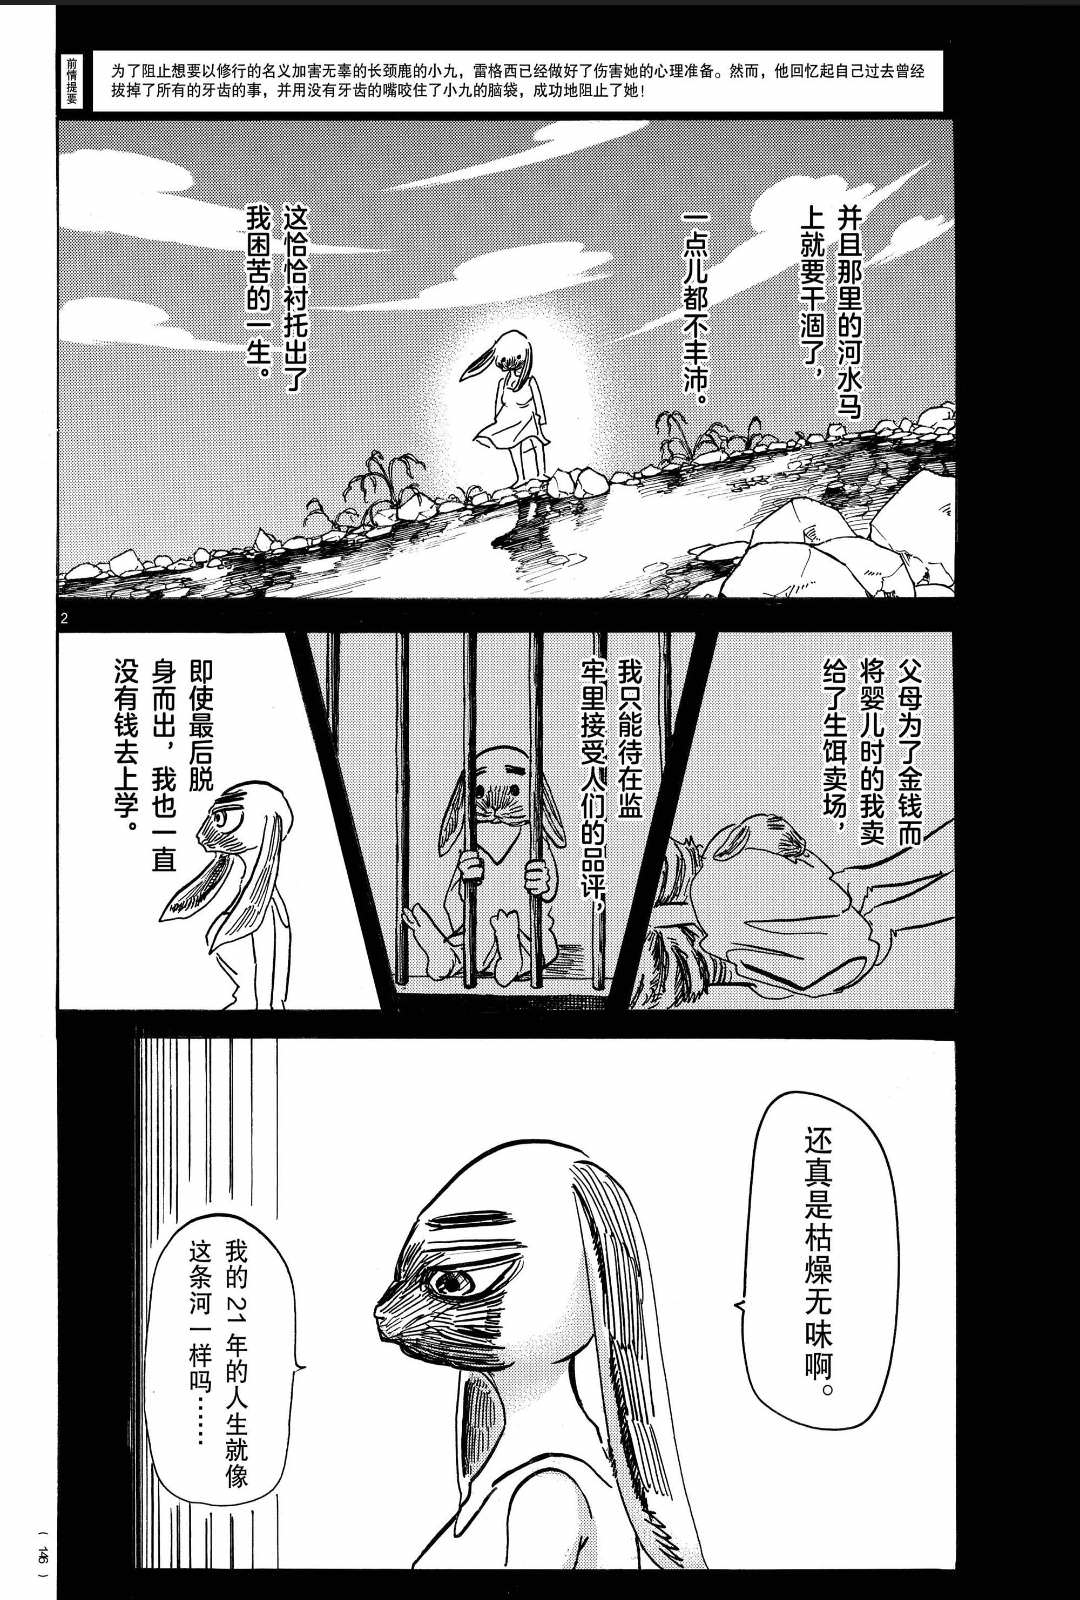 前情提要
为了阻止想要以修行的名义加害无辜的长颈鹿的小九，雷格西已经做好了伤害她的心理准备。然而，他回忆起自己过去曾经
拔掉了所有的牙齿的事，并用没有牙齿的嘴咬住了小九的脑袋，成功地阻止了她！
并且那里的河水马
上就要干涸了，
一点儿都不丰沛。
这恰恰衬托出了
我困苦的一生。
2
父母为了金钱而
将婴儿时的我卖
给了生饵卖场，
我只能待在监
牢里接受人们的品评，
即使最后脱
身而出，我也一直
没有钱去上学。
还真是枯燥无味啊。
我的21年的人生就像
这条河一样吗……
(146)